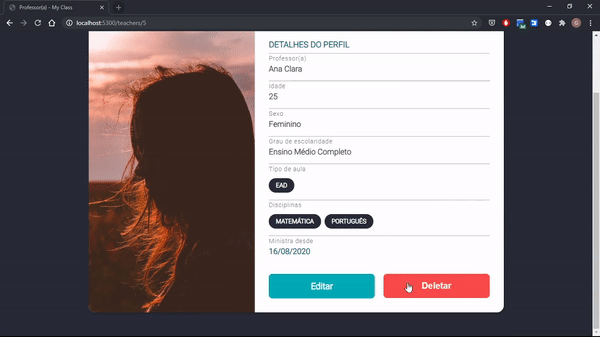 Professor(a) - My Class
localhost:5300/teachers/5
G
DETALHES DO PERFIL
Professor(a)
Ana Clara
Idade
25
Sexo
Feminino
Grau de escolaridade
Ensino Médio Completo
Tipo de aula
EAD
Disciplinas
MATEMÁTICA PORTUGUÊS
Ministra desde
16/08/2020
Editar Deletar